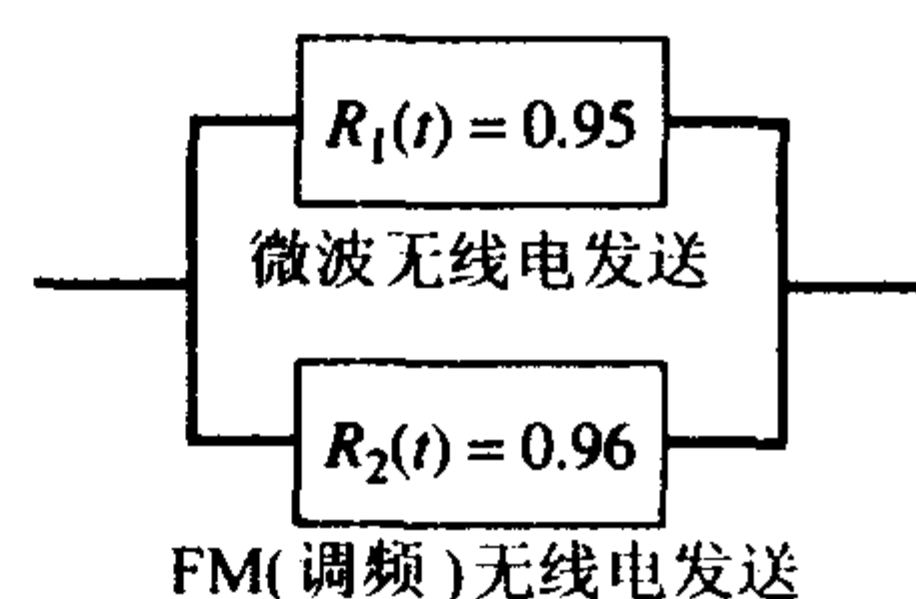 R₁(t) = 0.95
微波无线电发送
R₂(t) = 0.96
FM(调频)无线电发送